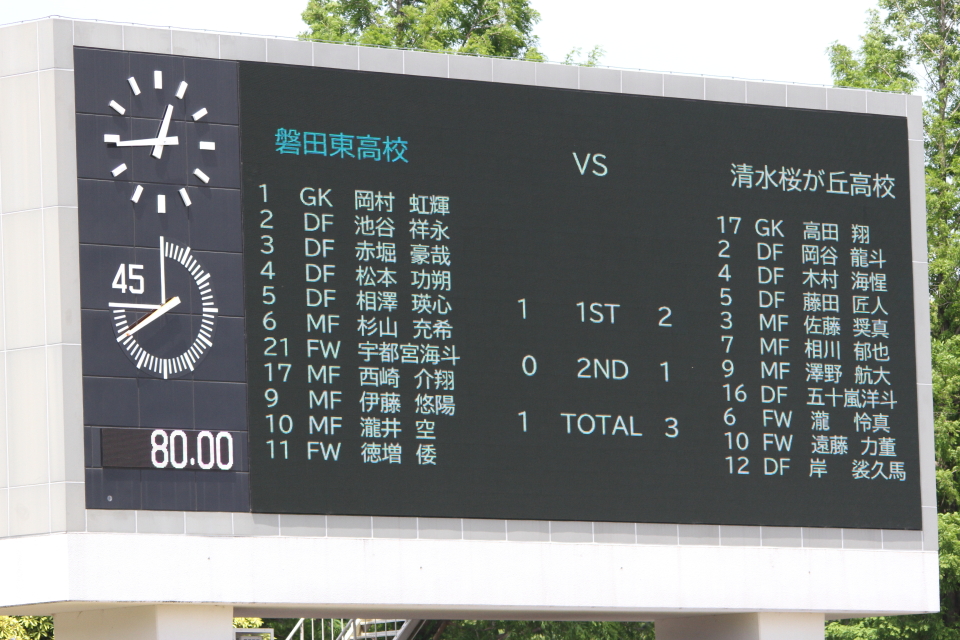 45
80.00
磐田東高校
VS
清水桜が丘高校
1 GK 岡村 虹輝
2 DF 池谷 祥永
3 DF 赤堀 豪哉
4 DF 松本 功朔
5 DF 相澤 瑛心
6 MF 杉山 充希
21 FW 宇都宮海斗
17 MF 西崎 介翔
9 MF 伊藤 悠陽
10 MF 瀧井 空
11 FW 徳増 倭
1 1ST 2
0 2ND 1
1 TOTAL 3
17 GK 高田 翔
2 DF 岡谷 龍斗
4 DF 木村 海惺
5 DF 藤田 匠人
3 MF 佐藤 奨真
7 MF 相川 郁也
9 MF 澤野 航大
16 DF 五十嵐洋斗
6 FW 瀧 怜真
10 FW 遠藤 力董
12 DF 岸 裟久馬